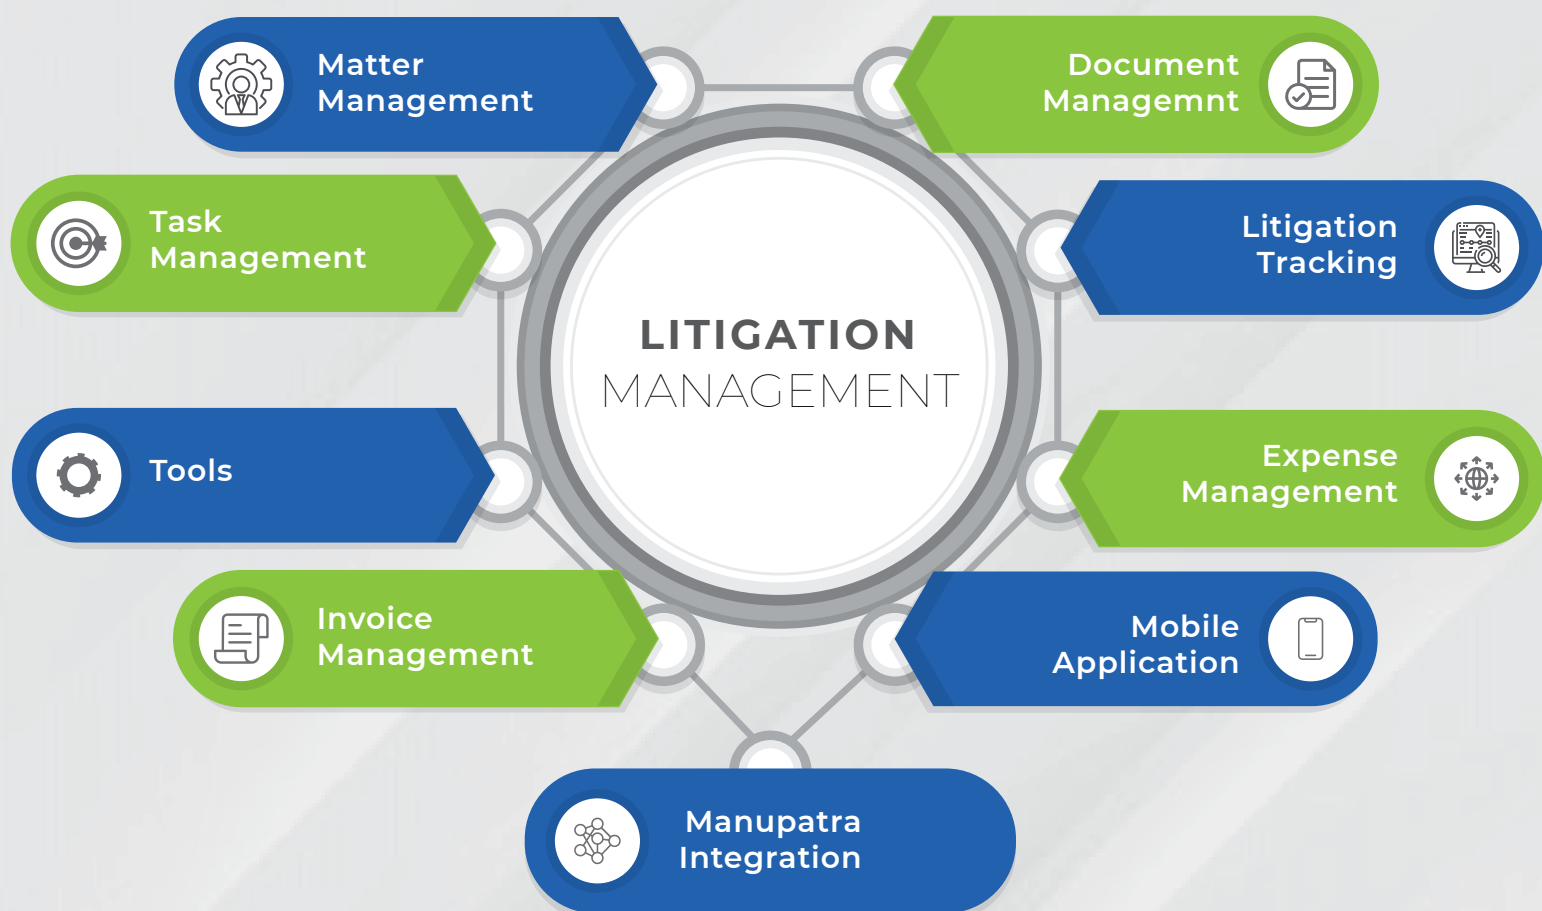 Matter
Management
Document
Managemnt
Task
Management
Litigation
Tracking
LITIGATION
MANAGEMENT
Tools
Expense
Management
Invoice
Management
Mobile
Application
Manupatra
Integration